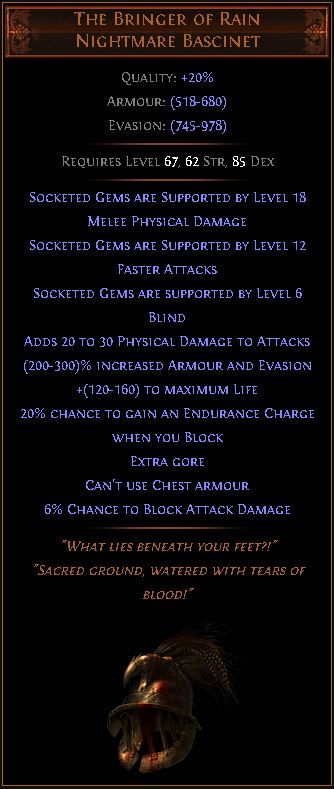 The Bringer of Rain
Nightmare Bascinet
Quality: +20%
Armour: (518-680)
Evasion: (745-978)
Requires Level 67, 62 Str, 85 Dex
Socketed Gems are Supported by Level 18
Melee Physical Damage
Socketed Gems are Supported by Level 12
Faster Attacks
Socketed Gems are supported by Level 6
Blind
Adds 20 to 30 Physical Damage to Attacks
(200-300)% increased Armour and Evasion
+(120-160) to maximum Life
20% chance to gain an Endurance Charge
when you Block
Extra gore
Can't use Chest armour
6% Chance to Block Attack Damage
"What lies beneath your feet?!"
"Sacred ground, watered with tears of
blood!"